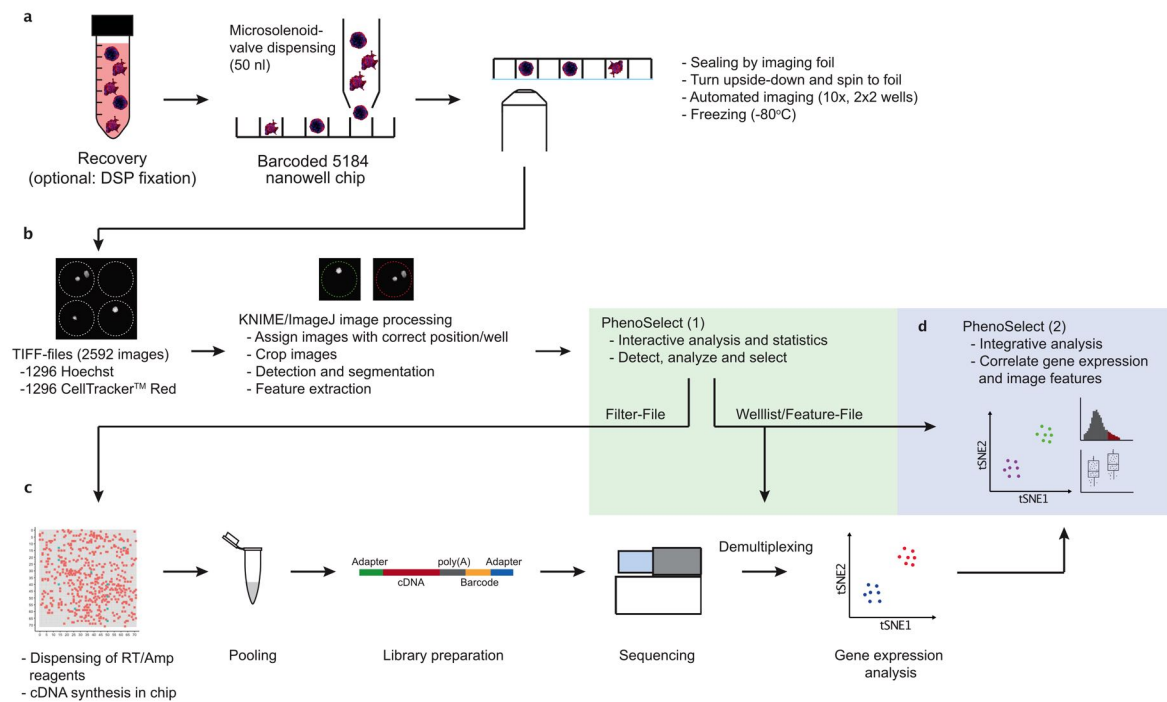 a
Microsolenoid-
valve dispensing
(50 nl)
- Sealing by imaging foil
- Turn upside-down and spin to foil
- Automated imaging (10x, 2x2 wells)
- Freezing (-80°C)
Recovery
(optional: DSP fixation)
Barcoded 5184
nanowell chip
b
TIFF-files (2592 images)
-1296 Hoechst
-1296 CellTracker™ Red
KNIME/ImageJ image processing
- Assign images with correct position/well
- Crop images
- Detection and segmentation
- Feature extraction
PhenoSelect (1)
- Interactive analysis and statistics
- Detect, analyze and select
Filter-File
Welllist/Feature-File
d
PhenoSelect (2)
- Integrative analysis
- Correlate gene expression
and image features
tSNE2
tSNE1
c
- Dispensing of RT/Amp
reagents
- cDNA synthesis in chip
Pooling
Adapter
poly(A)
Adapter
cDNA
Barcode
Library preparation
Sequencing
Demultiplexing
tSNE2
tSNE1
Gene expression
analysis